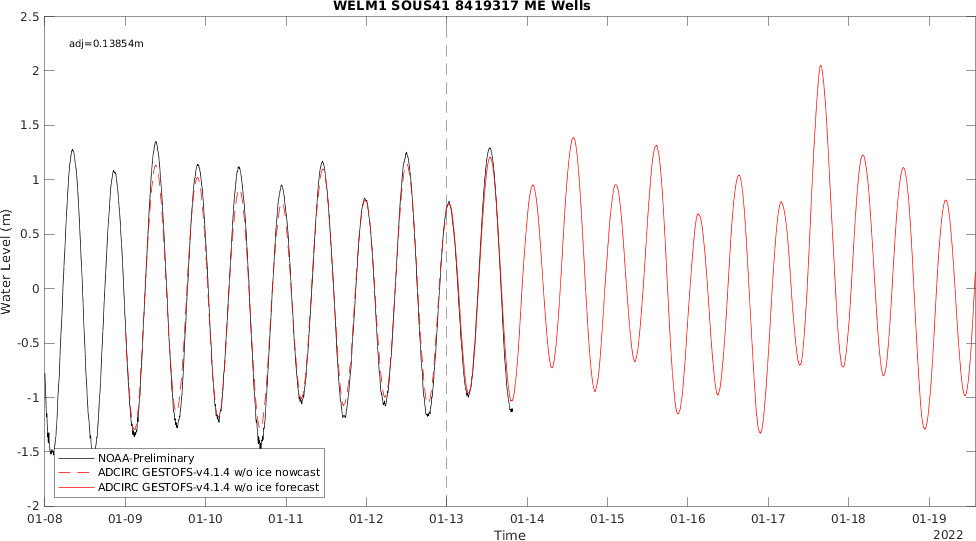 WELM1 SOUS41 8419317 ME Wells
adj=0.13854m
2.5
2
1.5
1
0.5
0
-0.5
-1
-1.5
-2
Water Level (m)
NOAA-Preliminary
ADCIRC GESTOFS-v4.1.4 w/o ice nowcast
ADCIRC GESTOFS-v4.1.4 w/o ice forecast
01-08 01-09 01-10 01-11 01-12 01-13 01-14 01-15 01-16 01-17 01-18 01-19
Time
2022